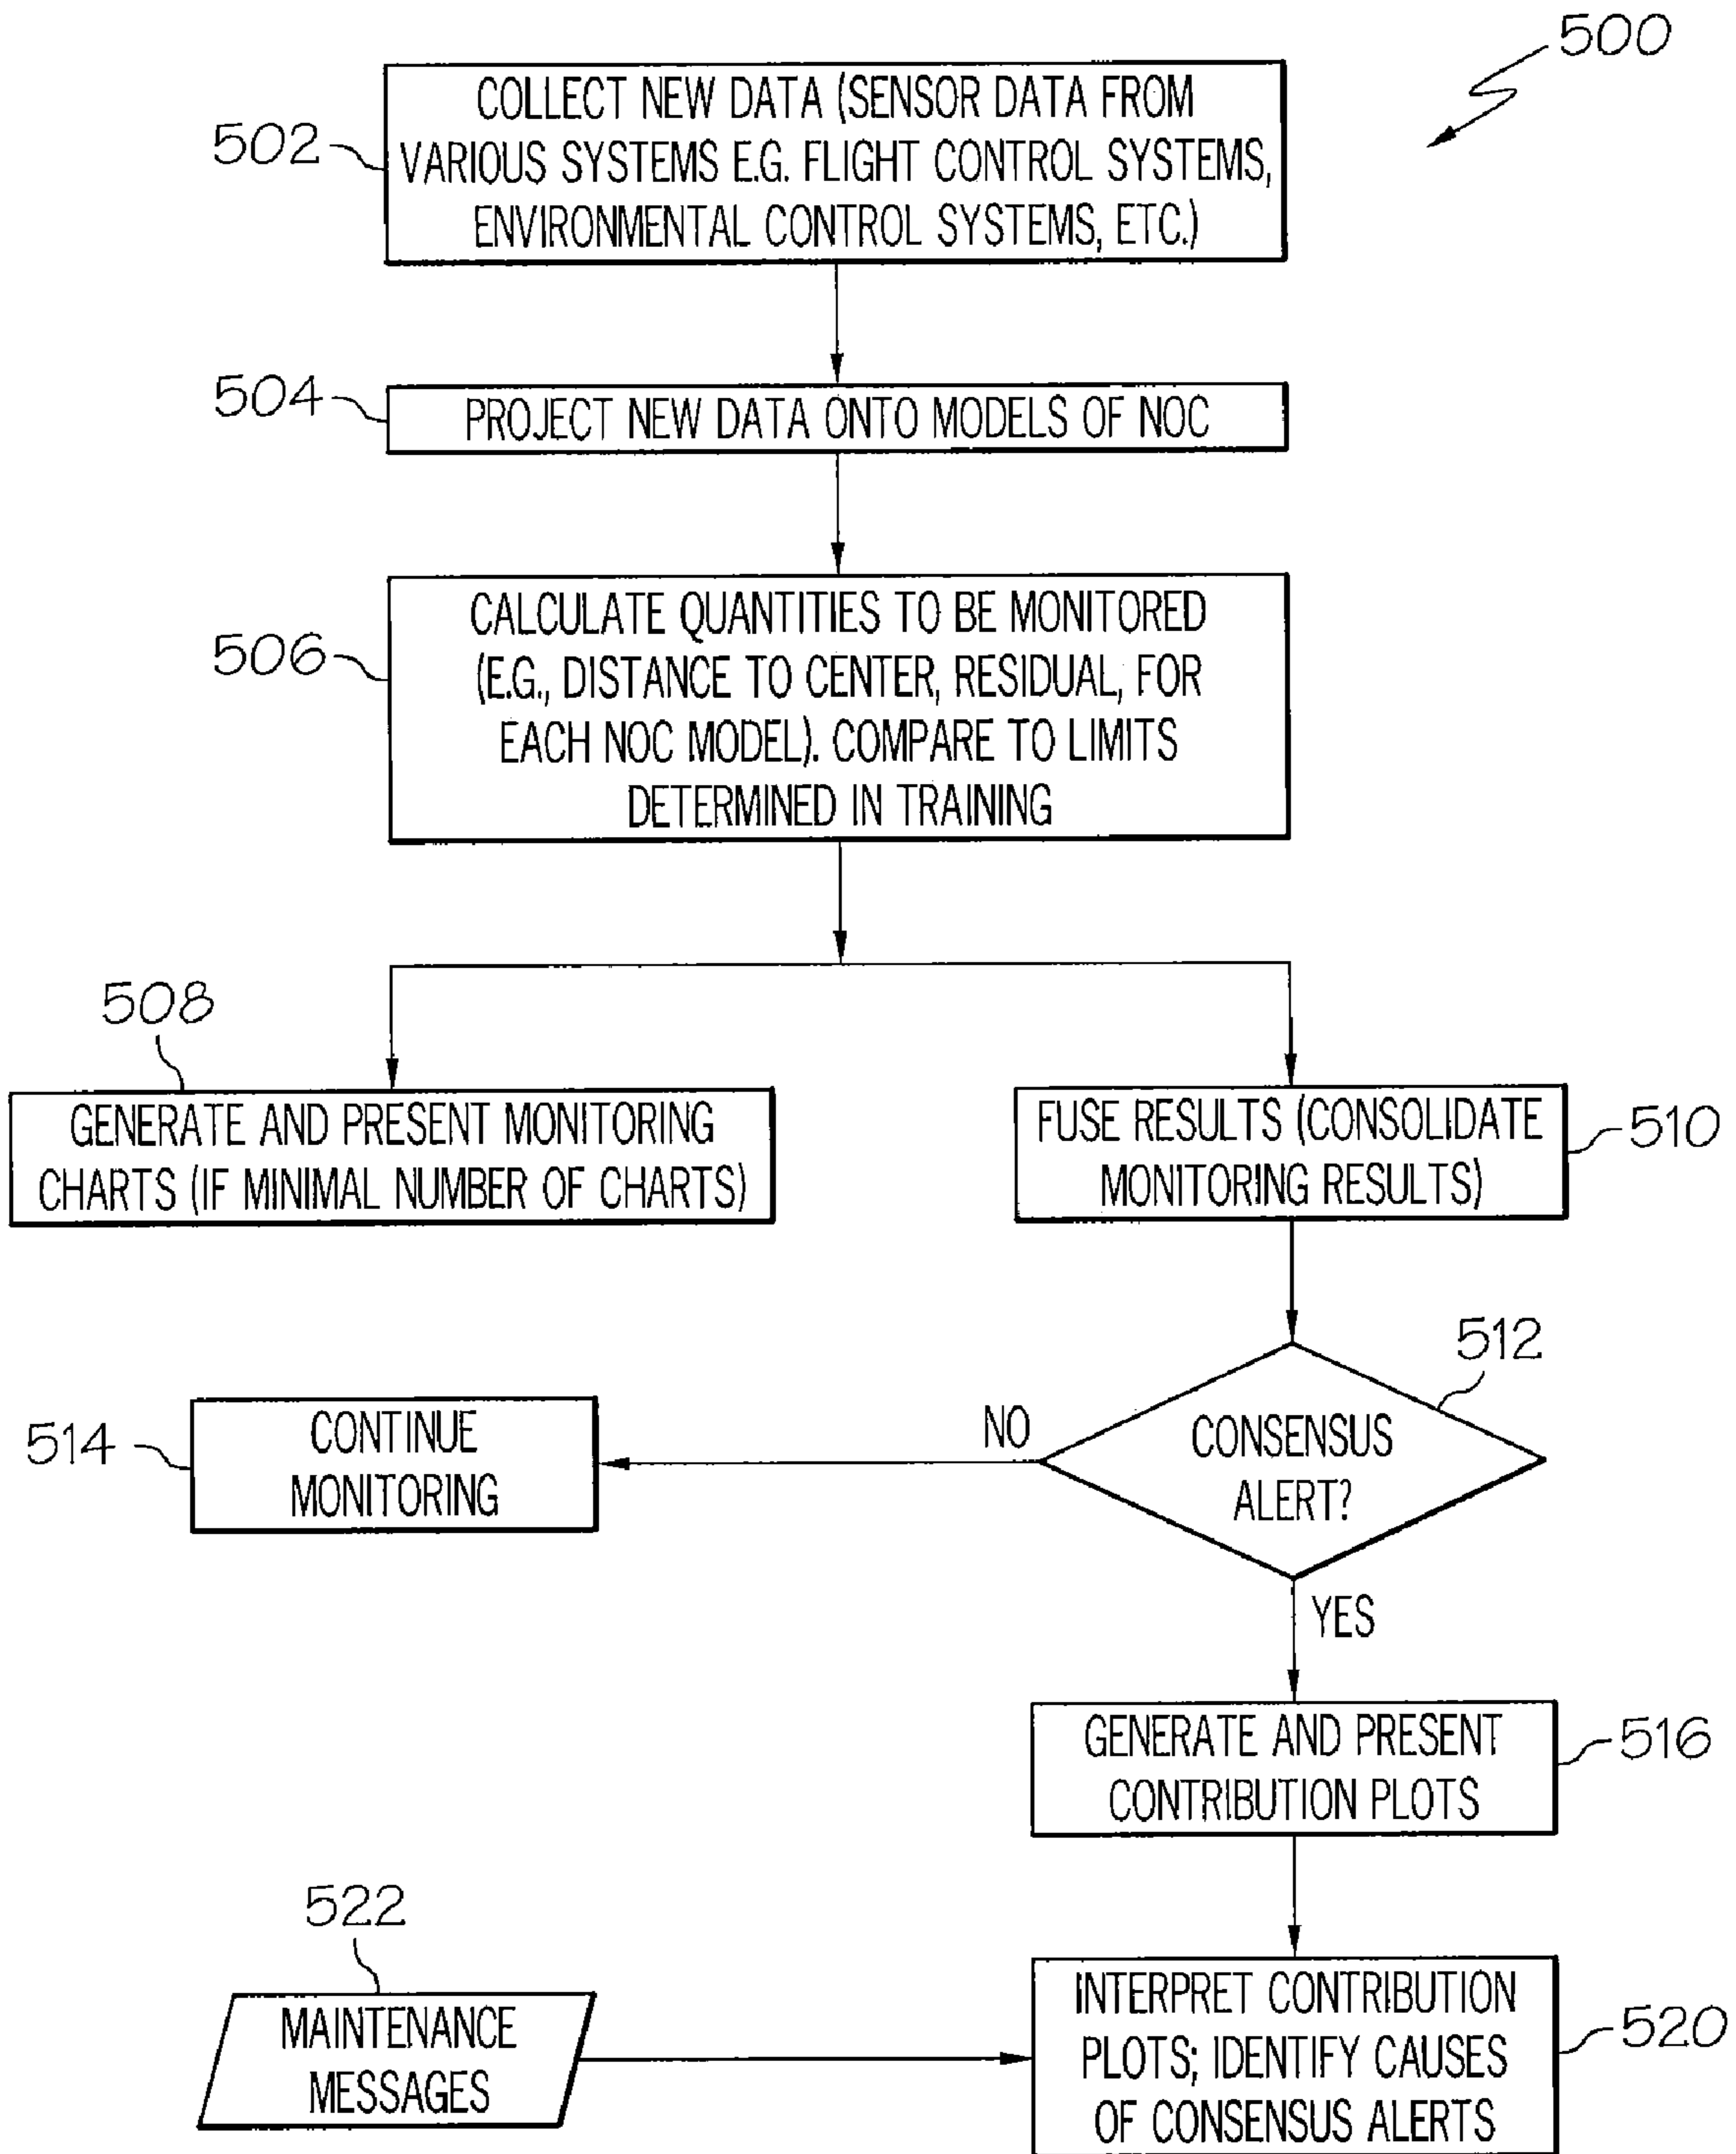 500
502
COLLECT NEW DATA (SENSOR DATA FROM
VARIOUS SYSTEMS E.G. FLIGHT CONTROL SYSTEMS,
ENVIRONMENTAL CONTROL SYSTEMS, ETC.)
504
PROJECT NEW DATA ONTO MODELS OF NOC
506
CALCULATE QUANTITIES TO BE MONITORED
(E.G., DISTANCE TO CENTER, RESIDUAL, FOR
EACH NOC MODEL). COMPARE TO LIMITS
DETERMINED IN TRAINING
508
GENERATE AND PRESENT MONITORING
CHARTS (IF MINIMAL NUMBER OF CHARTS)
FUSE RESULTS (CONSOLIDATE
MONITORING RESULTS)
510
512
CONSENSUS
ALERT?
NO
514
CONTINUE
MONITORING
YES
GENERATE AND PRESENT
CONTRIBUTION PLOTS
516
522
MAINTENANCE
MESSAGES
INTERPRET CONTRIBUTION
PLOTS; IDENTIFY CAUSES
OF CONSENSUS ALERTS
520